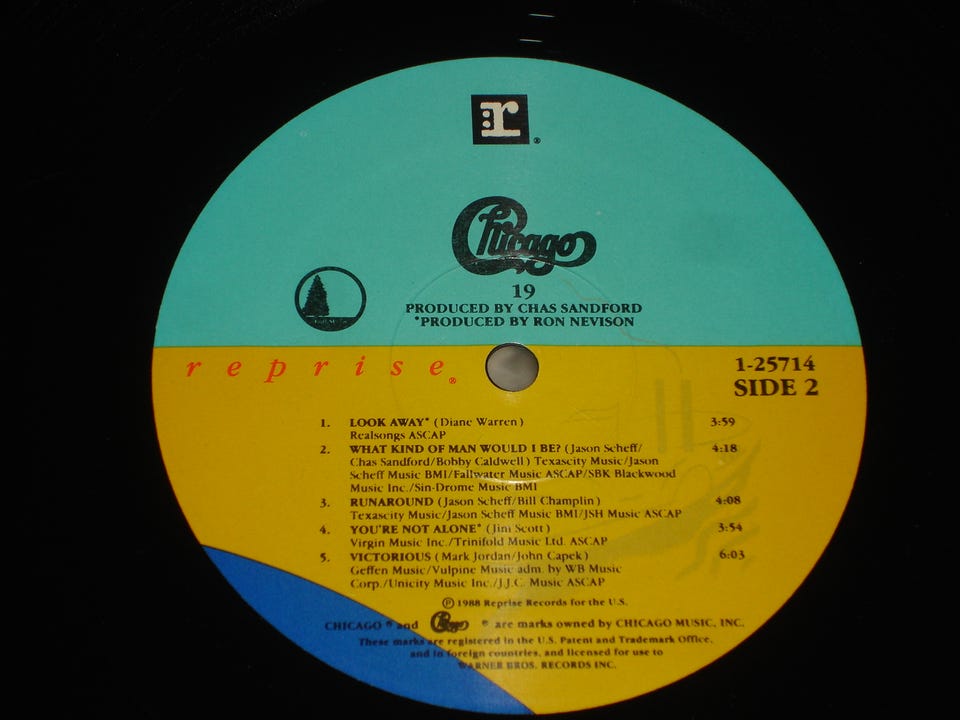 r®
Chicago
19
PRODUCED BY CHAS SANDFORD
*PRODUCED BY RON NEVISON
reprise®
1-25714
SIDE 2
1. LOOK AWAY* (Diane Warren) 3:59
Realsongs ASCAP
2. WHAT KIND OF MAN WOULD I BE? (Jason Scheff/ 4:18
Chas Sandford/Bobby Caldwell) Texascity Music/Jason
Scheff Music BMI/Fallwater Music ASCAP/SBK Blackwood
Music Inc./Sin-Drome Music BMI
3. RUNAROUND (Jason Scheff/Bill Champlin) 4:08
Texascity Music/Jason Scheff Music BMI/JSH Music ASCAP
4. YOU'RE NOT ALONE* (Jim Scott) 3:54
Virgin Music Inc./Trinifold Music Ltd. ASCAP
5. VICTORIOUS (Mark Jordan/John Capek) 6:03
Geffen Music/Vulpine Music adm. by WB Music
Corp./Unicity Music Inc./J.J.C. Music ASCAP
Ⓟ 1988 Reprise Records for the U.S.
CHICAGO ® and Chicago ® are marks owned by CHICAGO MUSIC, INC.
These marks are registered in the U.S. Patent and Trademark Office,
and in foreign countries, and licensed for use to
WARNER BROS. RECORDS INC.